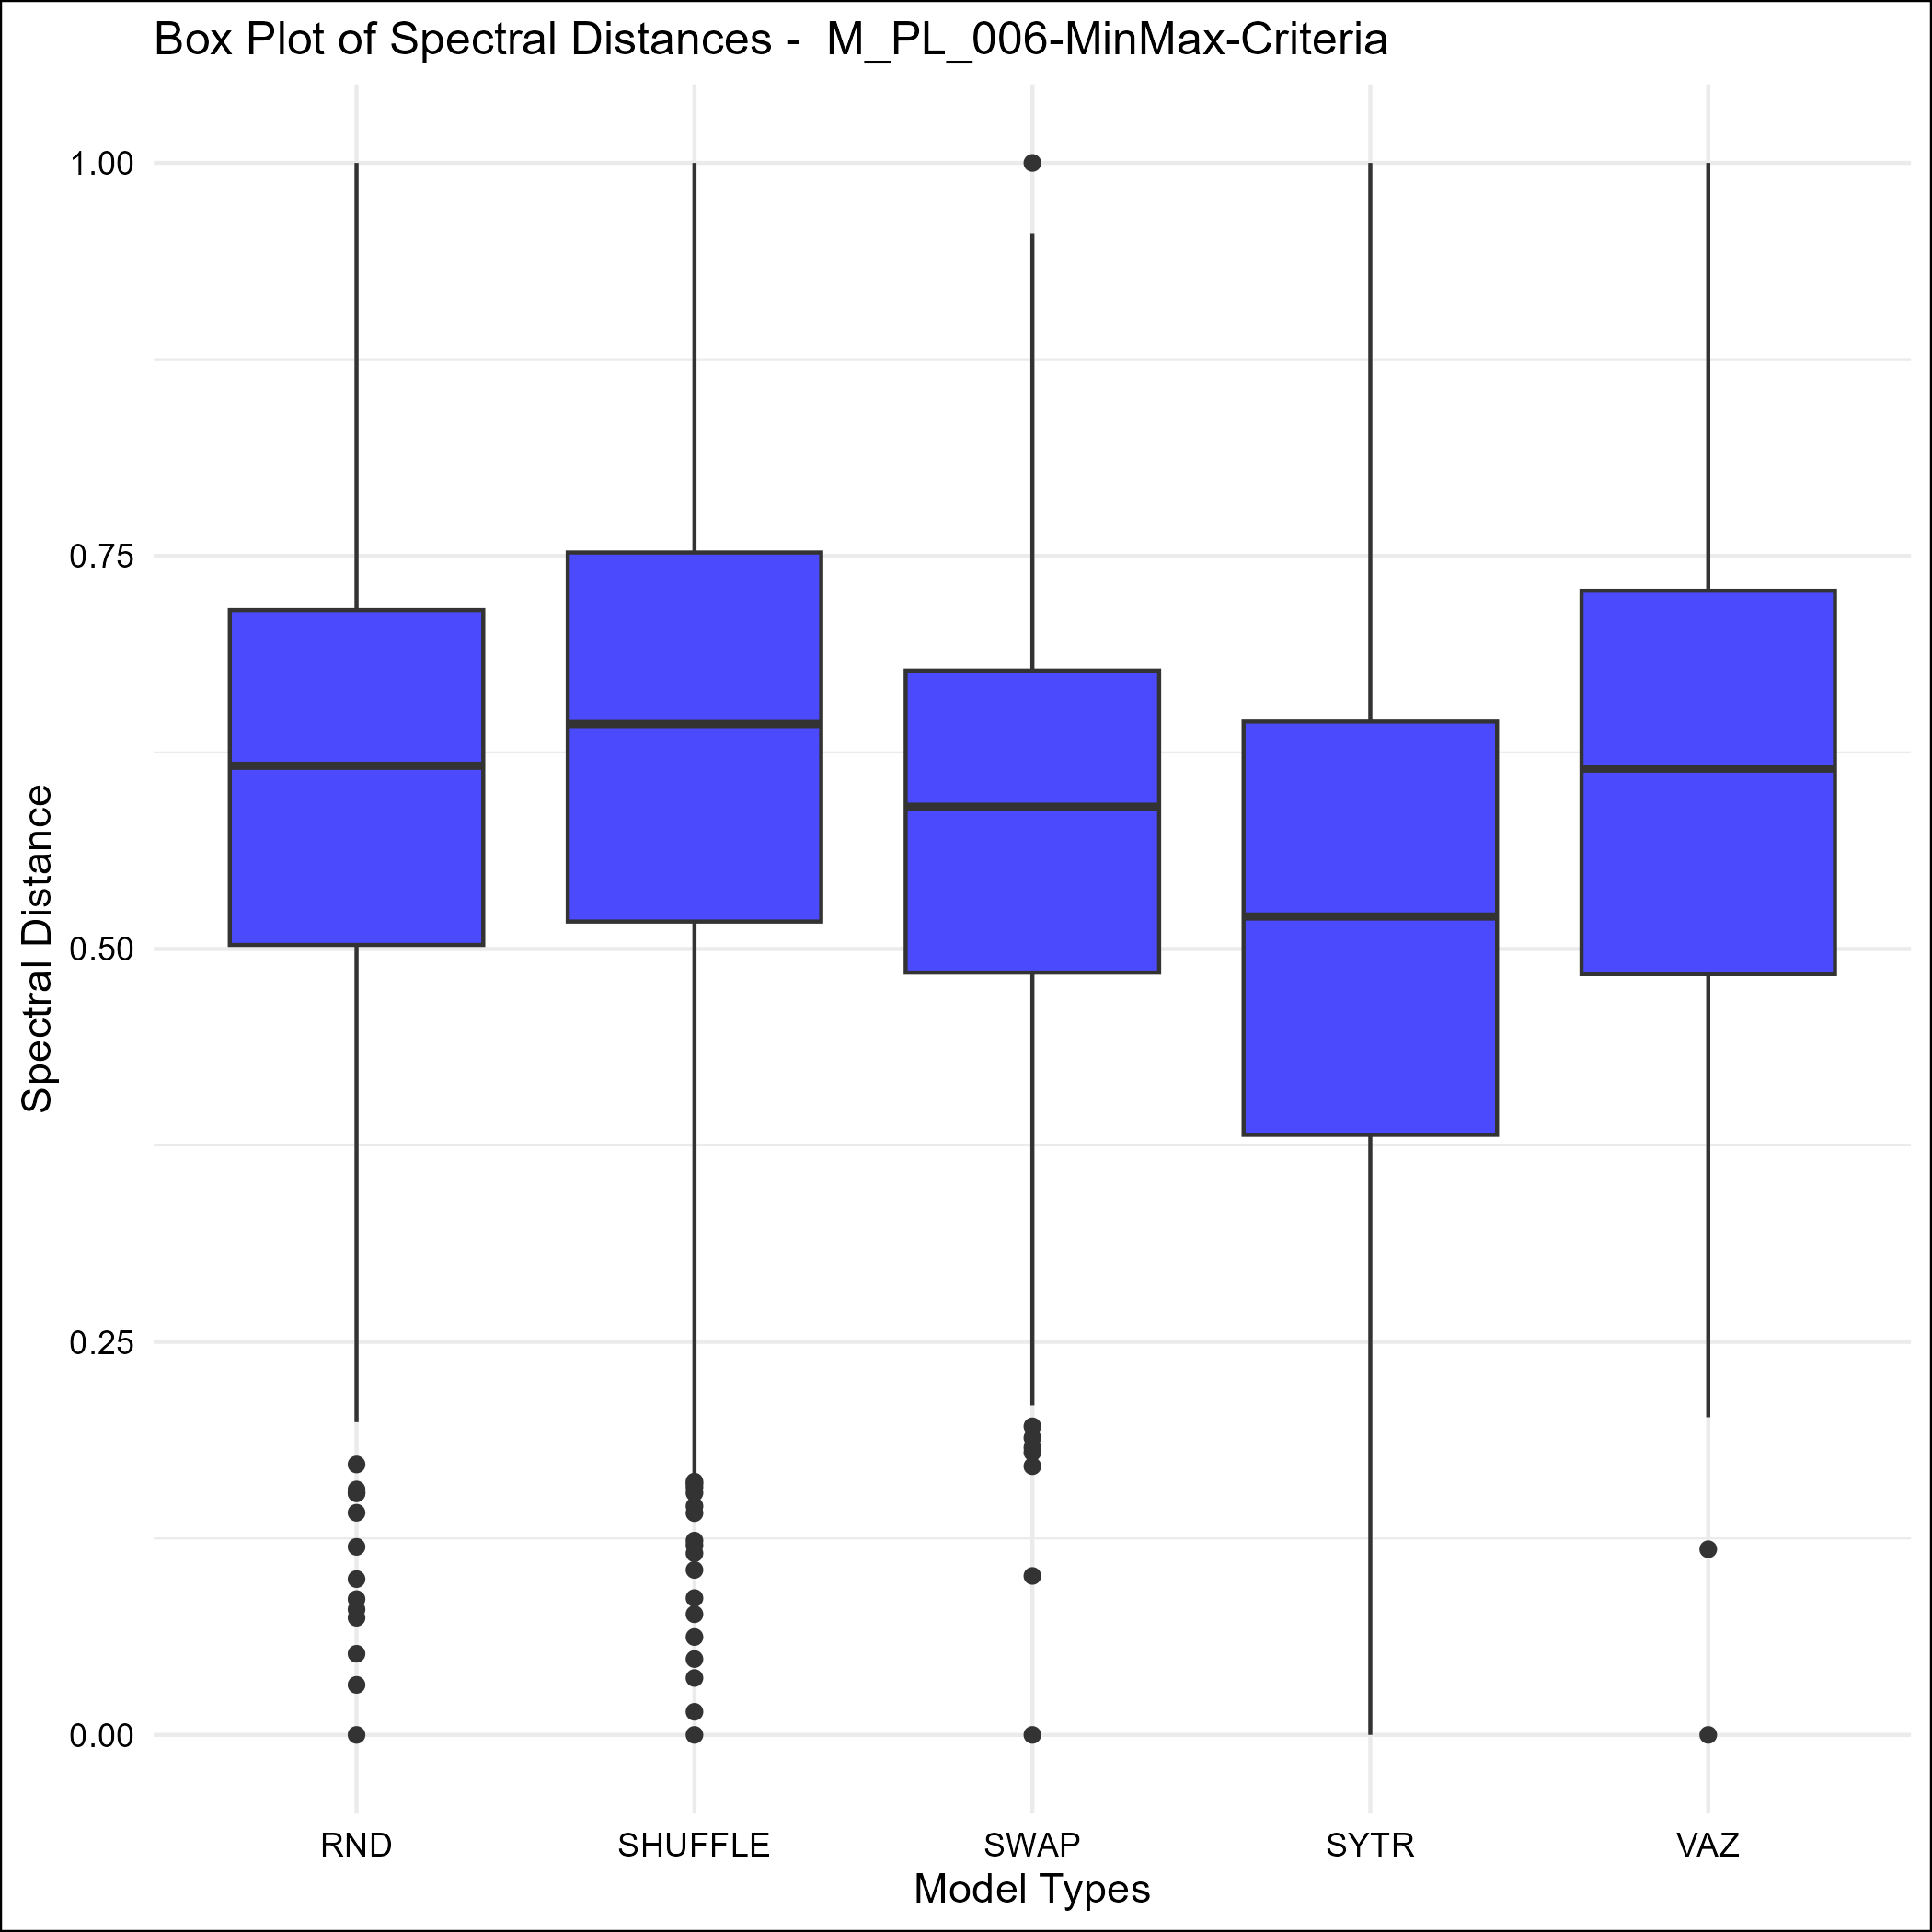 Box Plot of Spectral Distances -  M_PL_006-MinMax-Criteria
Spectral Distance
1.00
0.75
0.50
0.25
0.00
RND
SHUFFLE
SWAP
SYTR
VAZ
Model Types